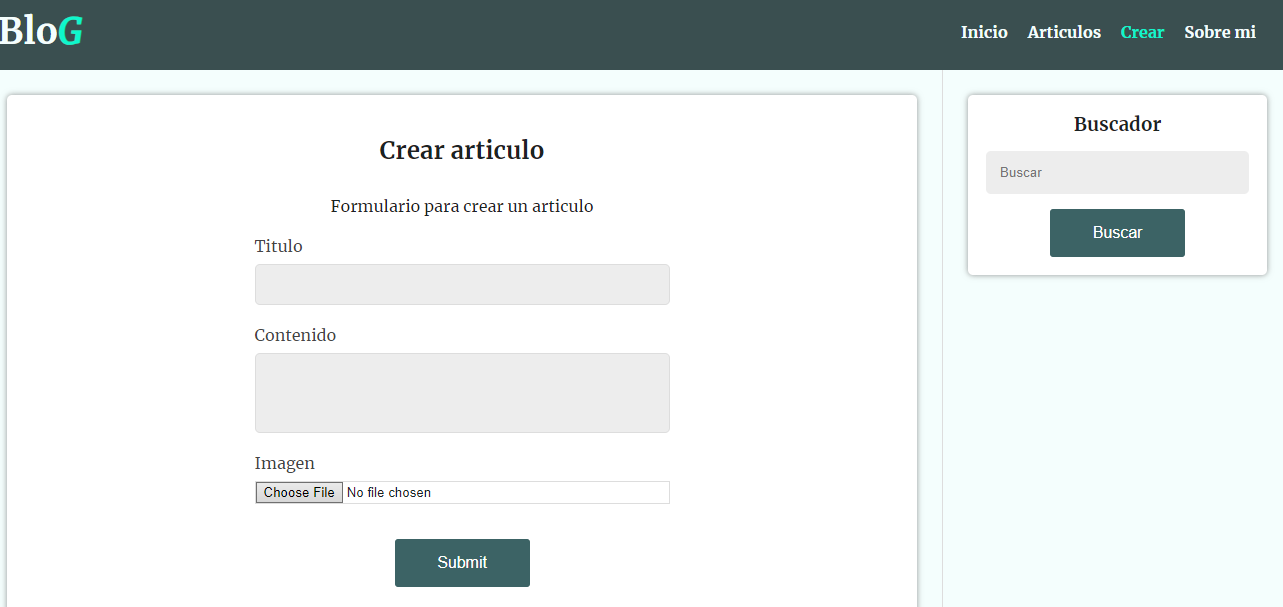 BloG
Inicio Articulos Crear Sobre mi
Crear articulo
Formulario para crear un articulo
Titulo
Contenido
Imagen
Choose File No file chosen
Submit
Buscador
Buscar
Buscar